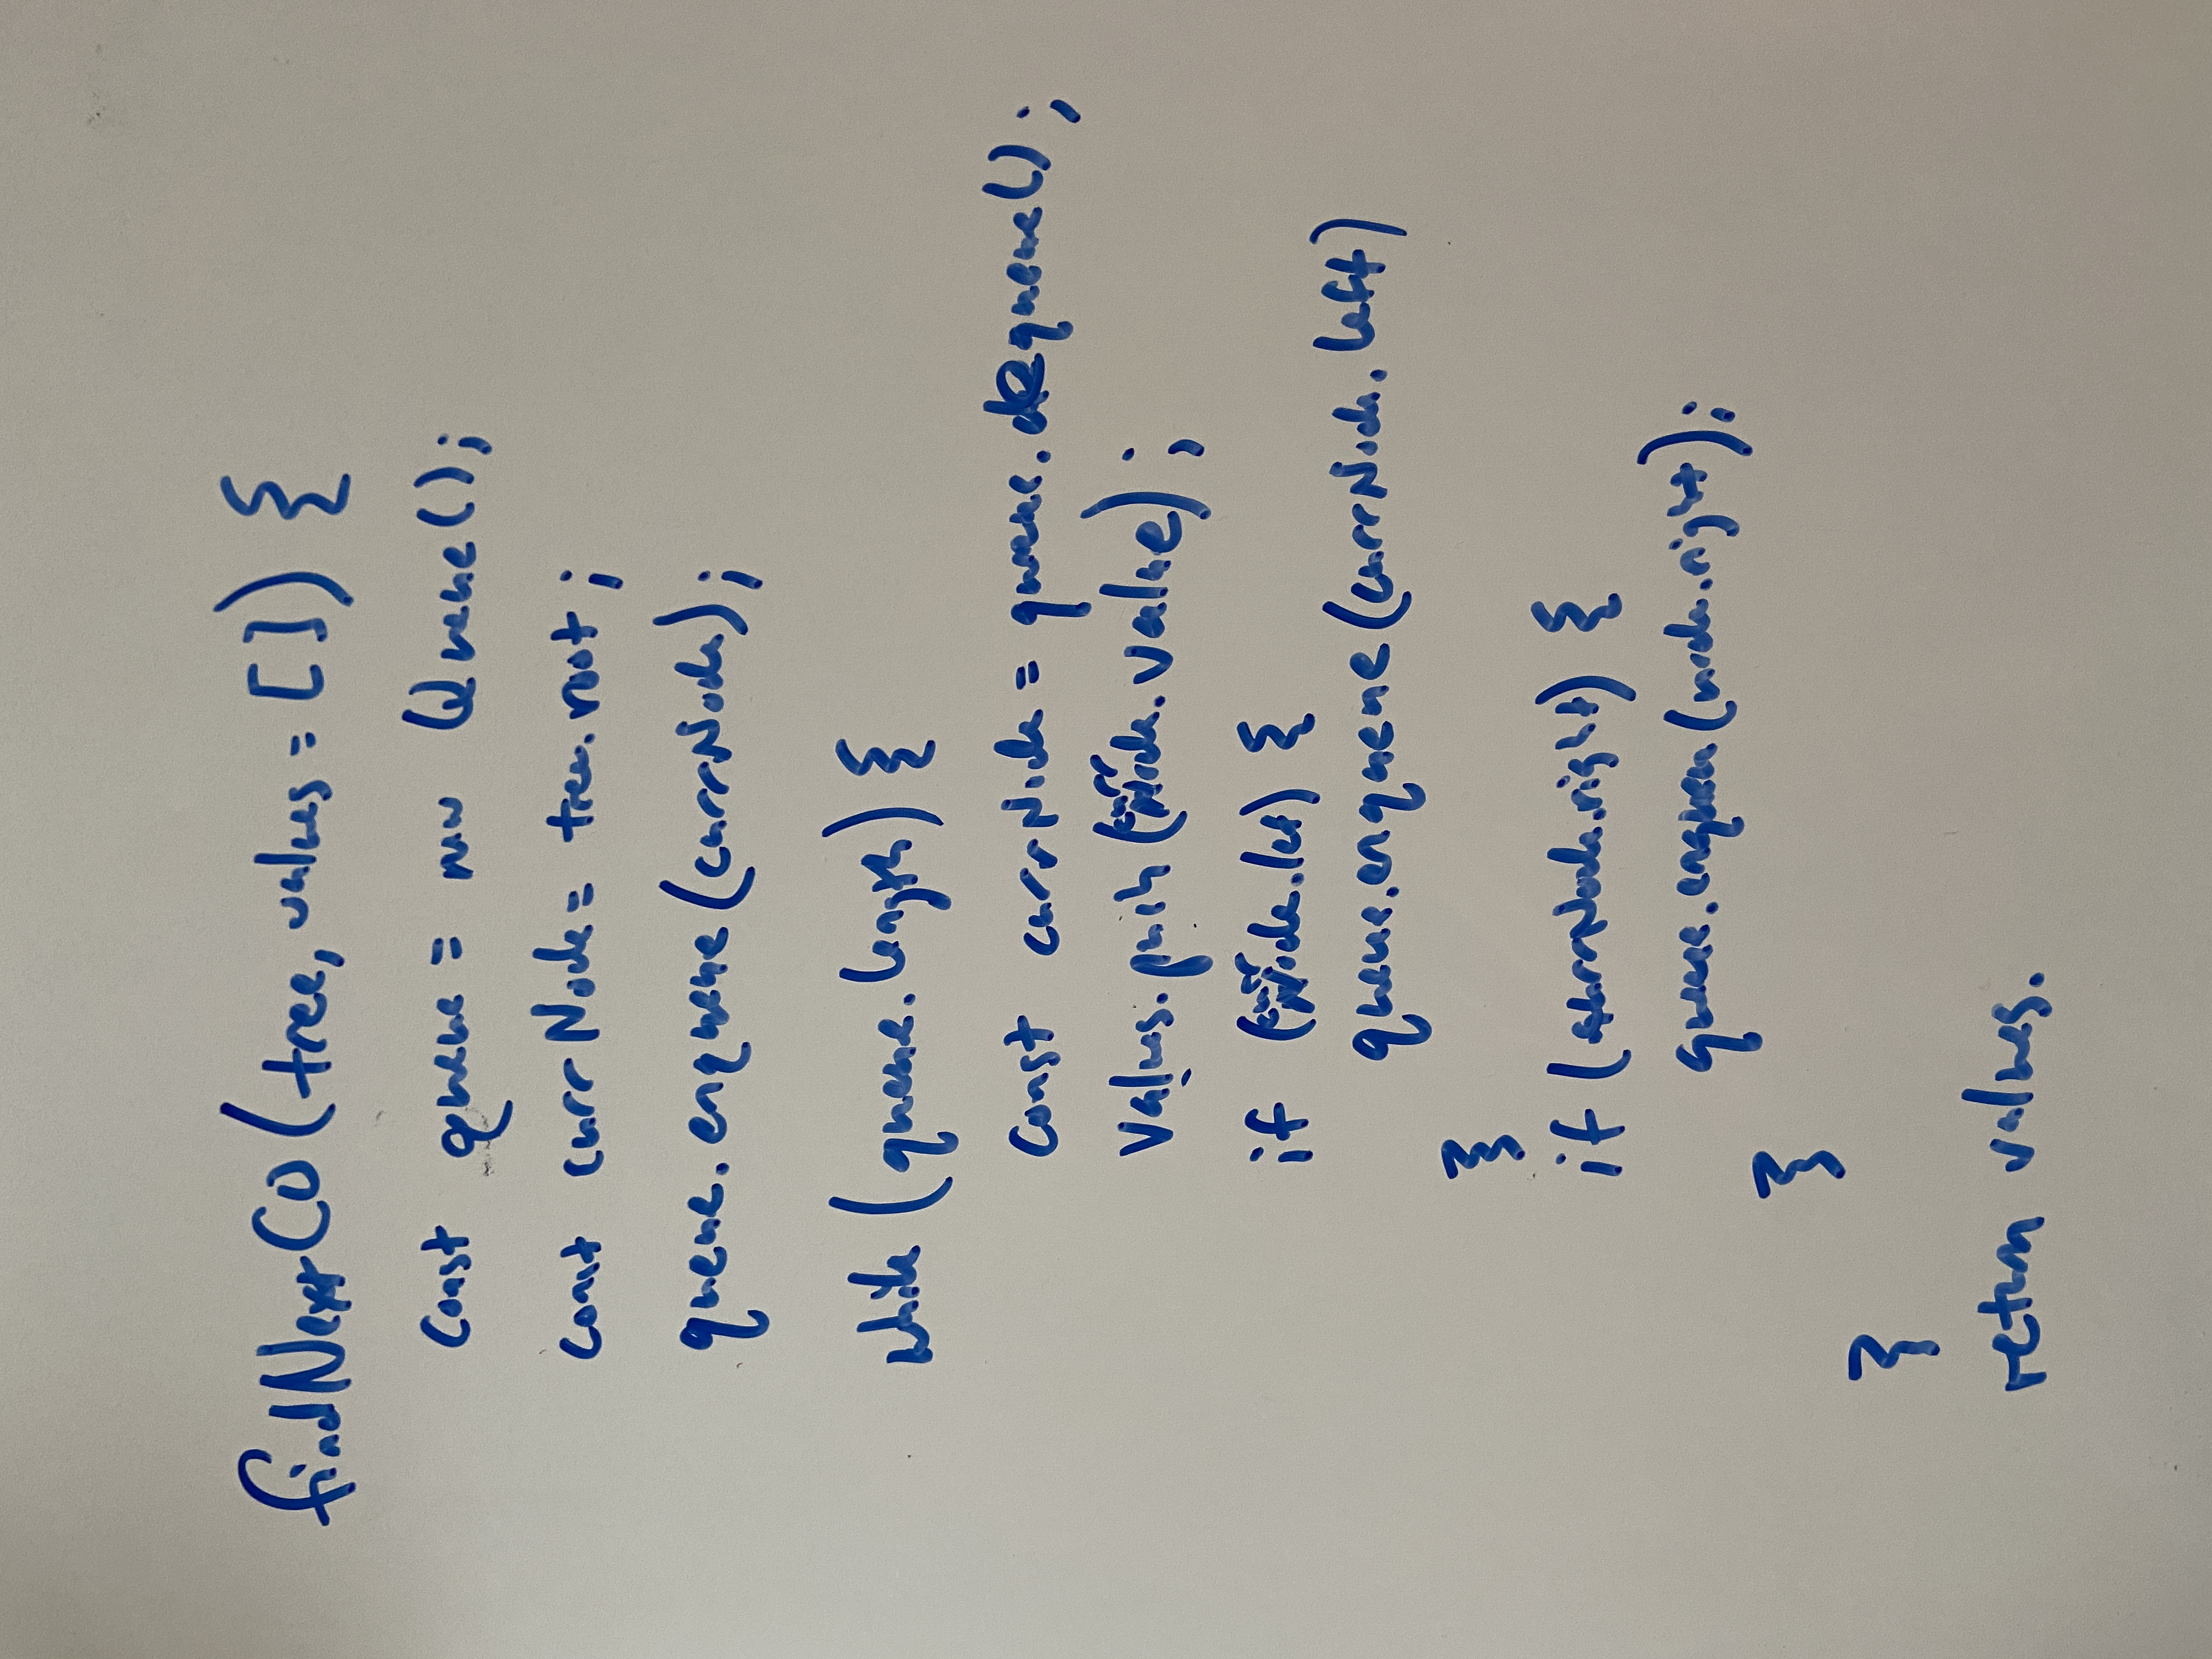 findNextCO(tree, values = []) {
const queue = new Queue();
const currNode = tree.root;
queue.enqueue(currNode);
while (queue.length) {
const currNode = queue.dequeue();
values.push(currNode.value);
if (currNode.let) {
queue.enqueue(currNode.left)
}
if (currNode.right) {
queue.enqueu(node.right);
}
}
return values.